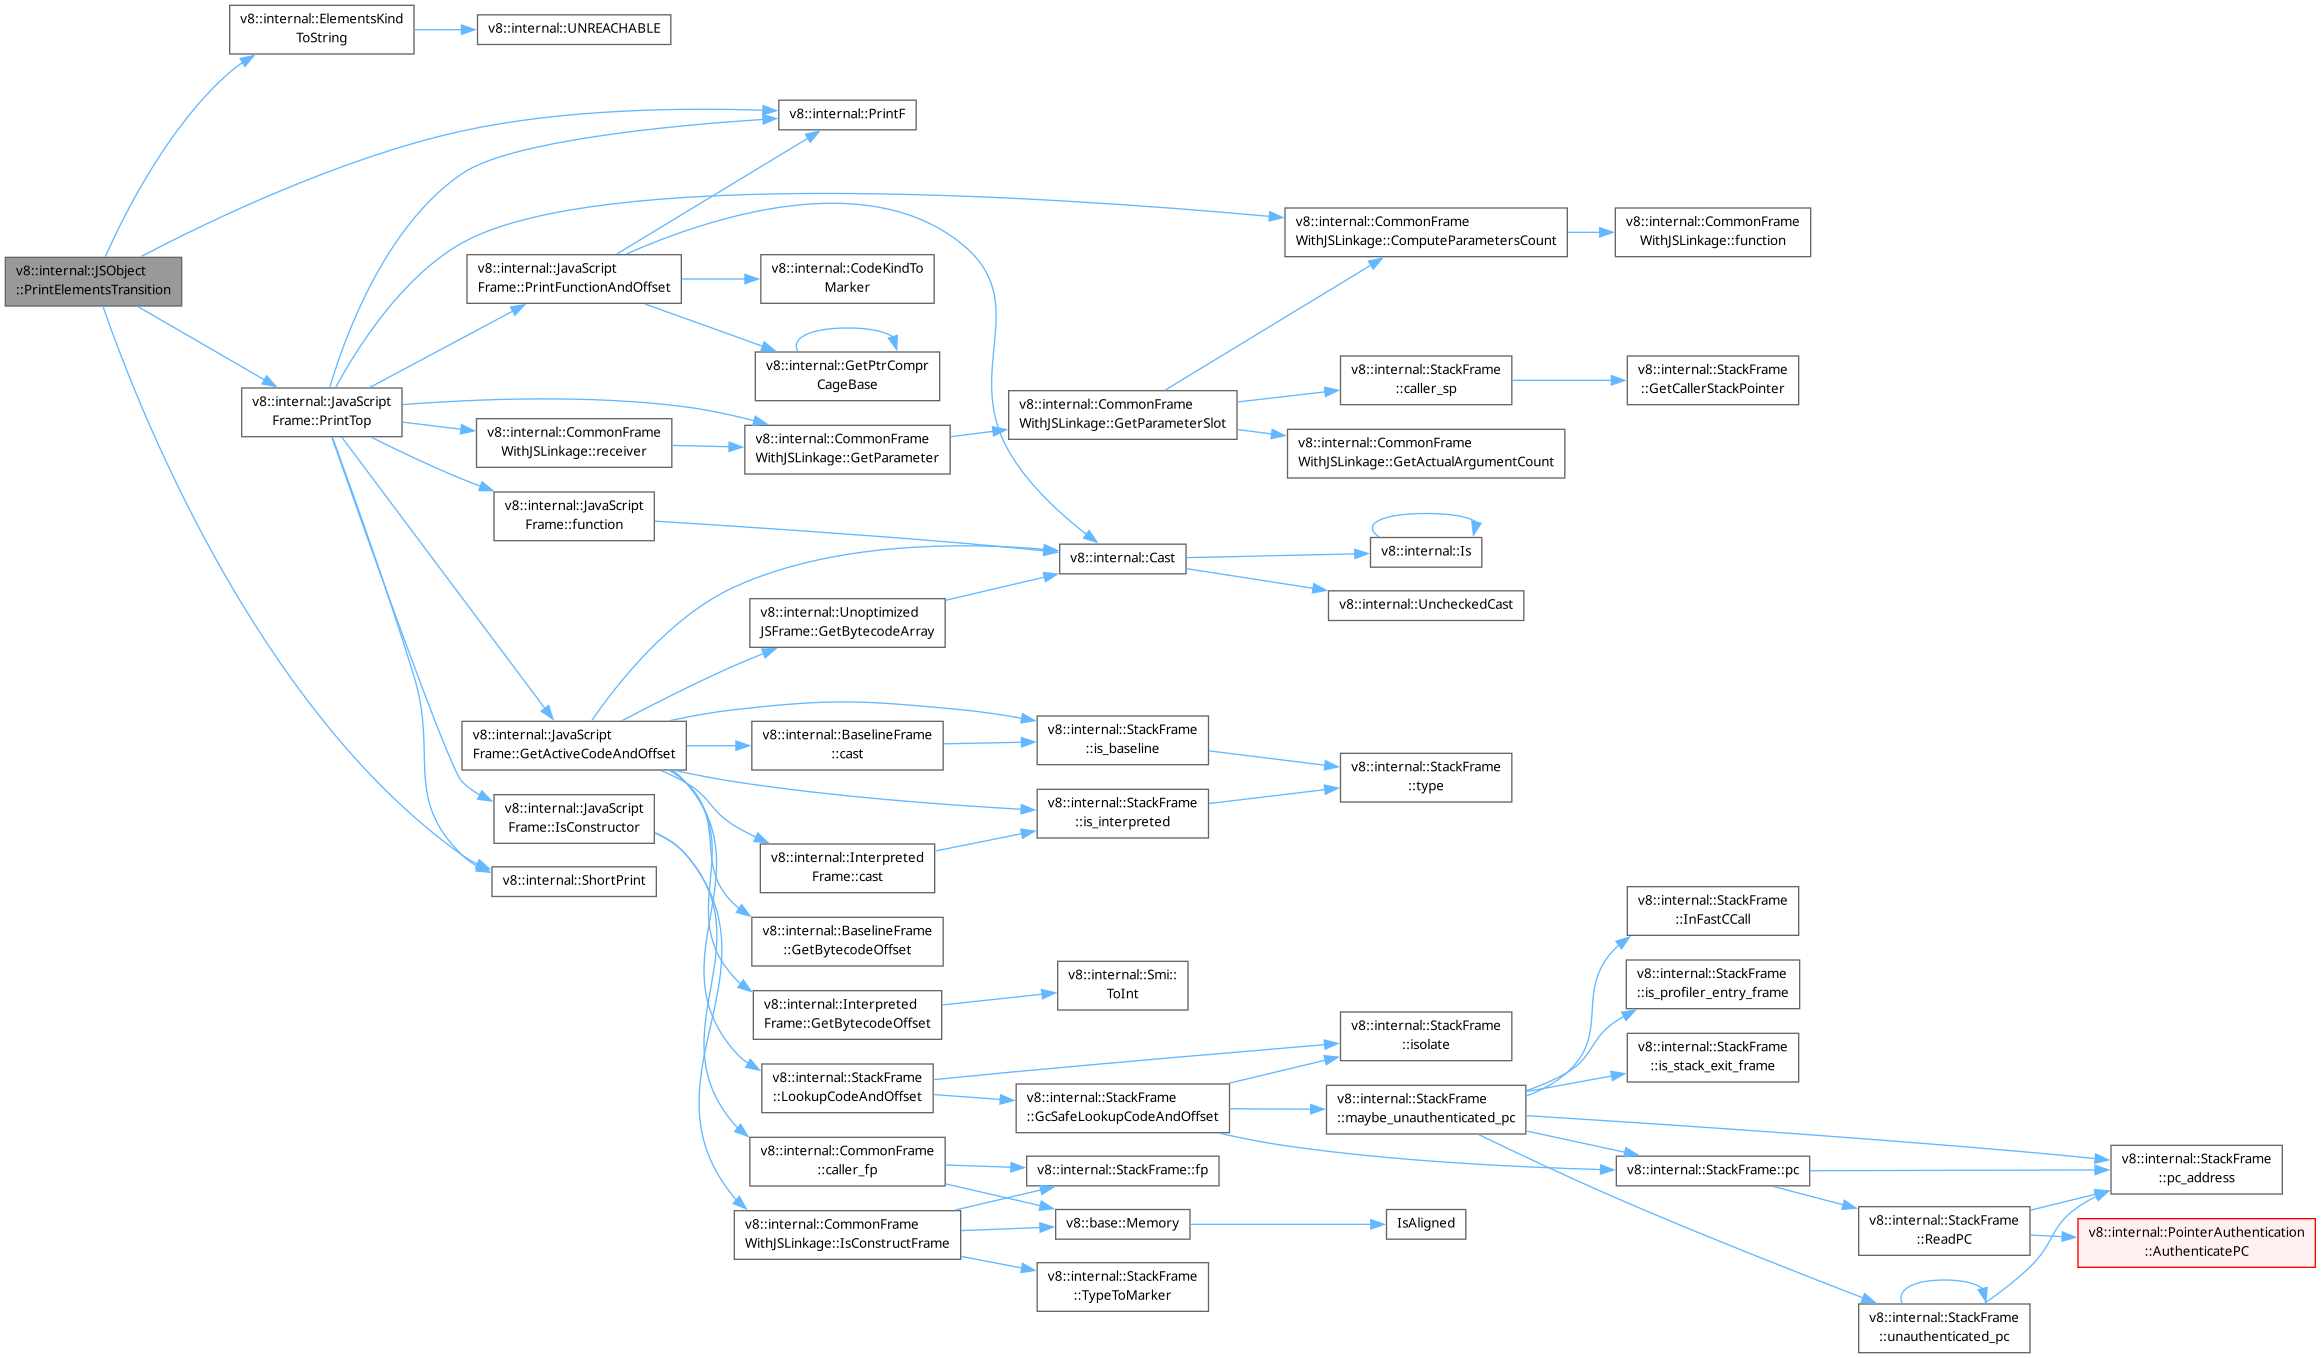 v8::internal::ElementsKind
ToString
v8::internal::UNREACHABLE
v8::internal::PrintF
v8::internal::JSObject
::PrintElementsTransition
v8::internal::JavaScript
Frame::PrintFunctionAndOffset
v8::internal::CodeKindTo
Marker
v8::internal::CommonFrame
WithJSLinkage::ComputeParametersCount
v8::internal::CommonFrame
WithJSLinkage::function
v8::internal::GetPtrCompr
CageBase
v8::internal::StackFrame
::caller_sp
v8::internal::StackFrame
::GetCallerStackPointer
v8::internal::JavaScript
Frame::PrintTop
v8::internal::CommonFrame
WithJSLinkage::receiver
v8::internal::CommonFrame
WithJSLinkage::GetParameter
v8::internal::CommonFrame
WithJSLinkage::GetParameterSlot
v8::internal::CommonFrame
WithJSLinkage::GetActualArgumentCount
v8::internal::JavaScript
Frame::function
v8::internal::Cast
v8::internal::Is
v8::internal::UncheckedCast
v8::internal::Unoptimized
JSFrame::GetBytecodeArray
v8::internal::JavaScript
Frame::GetActiveCodeAndOffset
v8::internal::BaselineFrame
::cast
v8::internal::StackFrame
::is_baseline
v8::internal::StackFrame
::type
v8::internal::JavaScript
Frame::IsConstructor
v8::internal::StackFrame
::is_interpreted
v8::internal::Interpreted
Frame::cast
v8::internal::ShortPrint
v8::internal::BaselineFrame
::GetBytecodeOffset
v8::internal::StackFrame
::InFastCCall
v8::internal::Interpreted
Frame::GetBytecodeOffset
v8::internal::Smi::
ToInt
v8::internal::StackFrame
::is_profiler_entry_frame
v8::internal::StackFrame
::isolate
v8::internal::StackFrame
::is_stack_exit_frame
v8::internal::StackFrame
::LookupCodeAndOffset
v8::internal::StackFrame
::GcSafeLookupCodeAndOffset
v8::internal::StackFrame
::maybe_unauthenticated_pc
v8::internal::CommonFrame
::caller_fp
v8::internal::StackFrame::fp
v8::internal::StackFrame::pc
v8::internal::StackFrame
::pc_address
v8::internal::CommonFrame
WithJSLinkage::IsConstructFrame
v8::base::Memory
IsAligned
v8::internal::StackFrame
::ReadPC
v8::internal::PointerAuthentication
::AuthenticatePC
v8::internal::StackFrame
::TypeToMarker
v8::internal::StackFrame
::unauthenticated_pc